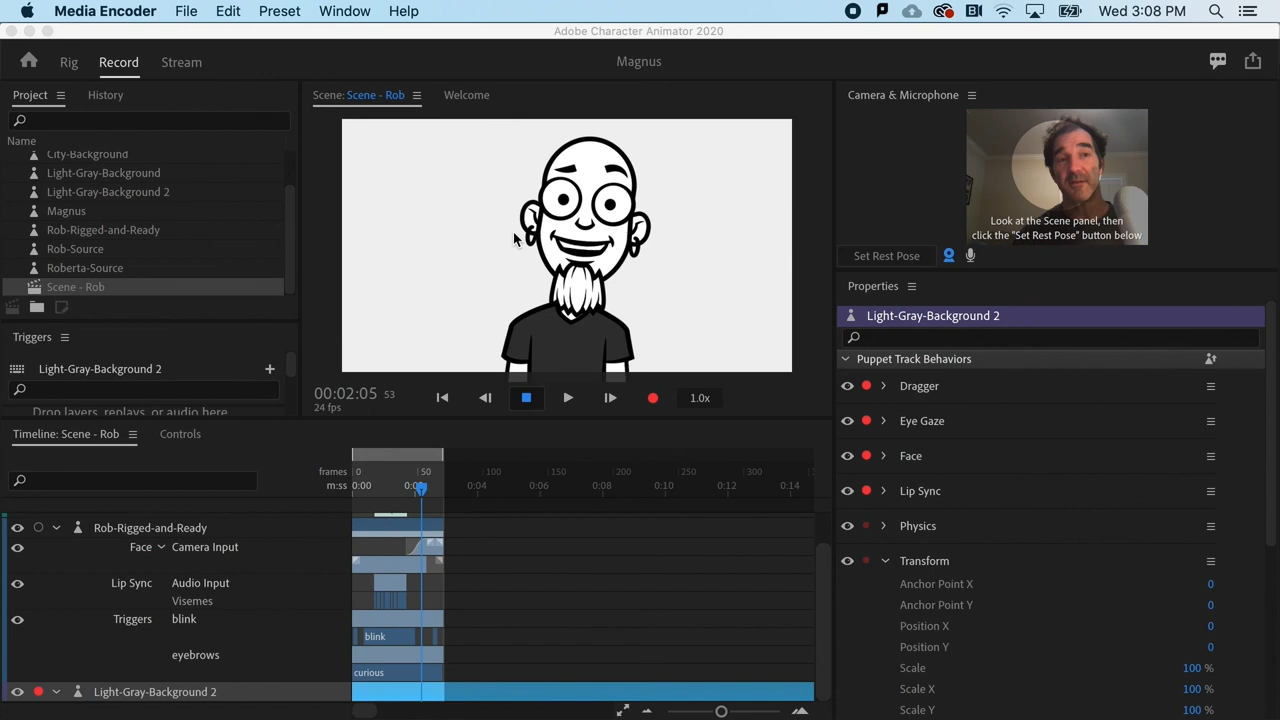 Media Encoder File Edit Preset Window Help Wed 3:08 PM
Adobe Character Animator 2020
Rig Record Stream Magnus
Project History
Name
City-Background
Light-Gray-Background
Light-Gray-Background 2
Magnus
Rob-Rigged-and-Ready
Rob-Source
Roberta-Source
Scene - Rob
Triggers
Light-Gray-Background 2
Drop layers, replays, or audio here
Scene: Scene - Rob Welcome
00:02:05 53
24 fps
1.0x
Camera & Microphone
Look at the Scene panel, then
click the "Set Rest Pose" button below
Set Rest Pose
Properties
Light-Gray-Background 2
Puppet Track Behaviors
Dragger
Eye Gaze
Face
Lip Sync
Physics
Transform
Anchor Point X 0
Anchor Point Y 0
Position X 0
Position Y 0
Scale 100 %
Scale X 100 %
Scale Y 100 %
Timeline: Scene - Rob Controls
frames 0 50 100 150 200 250 300
m:ss 0:00 0:04 0:06 0:08 0:10 0:12 0:14
Rob-Rigged-and-Ready
Face Camera Input
Lip Sync Audio Input
Visemes
Triggers blink
blink
eyebrows
curious
Light-Gray-Background 2